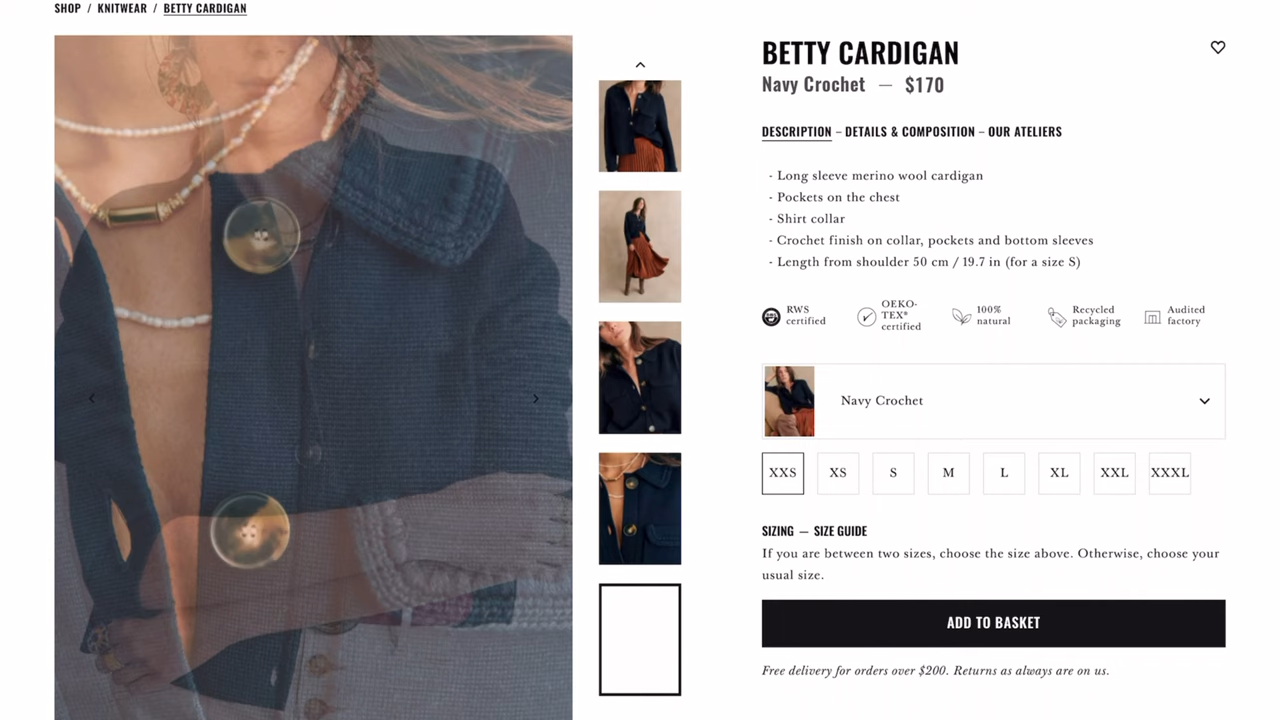 SHOP / KNITWEAR / BETTY CARDIGAN
BETTY CARDIGAN
Navy Crochet — $170
DESCRIPTION – DETAILS & COMPOSITION – OUR ATELIERS
- Long sleeve merino wool cardigan
- Pockets on the chest
- Shirt collar
- Crochet finish on collar, pockets and bottom sleeves
- Length from shoulder 50 cm / 19.7 in (for a size S)
RWS
certified
OEKO-
TEX®
certified
100%
natural
Recycled
packaging
Audited
factory
Navy Crochet
XXS XS S M L XL XXL XXXL
SIZING — SIZE GUIDE
If you are between two sizes, choose the size above. Otherwise, choose your
usual size.
ADD TO BASKET
Free delivery for orders over $200. Returns as always are on us.